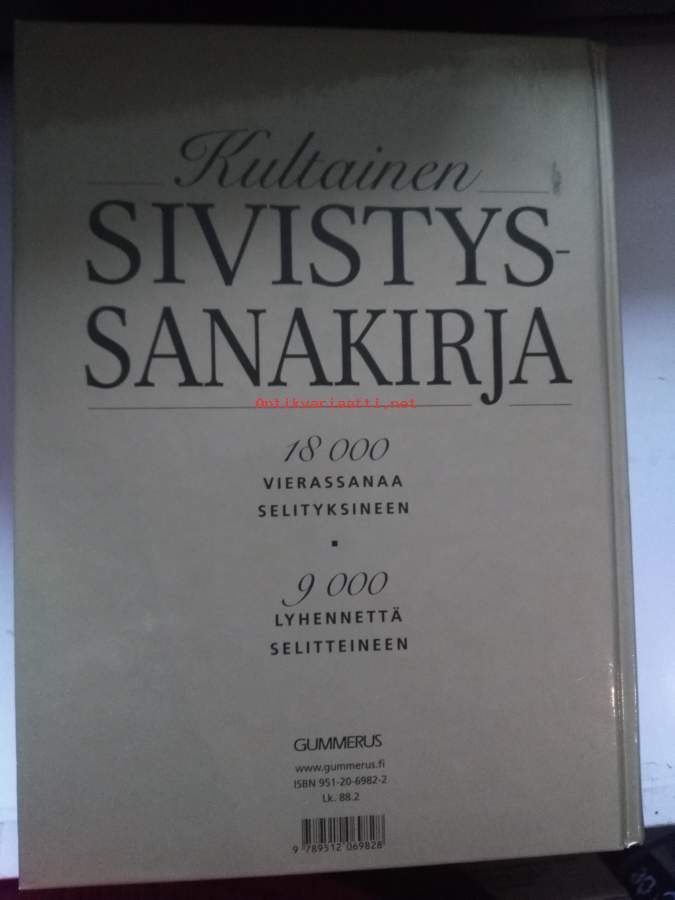 Kultainen
SIVISTYS-
SANAKIRJA
Antikvariaatti.net
18 000
VIERASSANAA
SELITYKSINEEN
▪
9 000
LYHENNETTÄ
SELITTEINEEN
GUMMERUS
www.gummerus.fi
ISBN 951-20-6982-2
Lk. 88.2
9 789512 069828